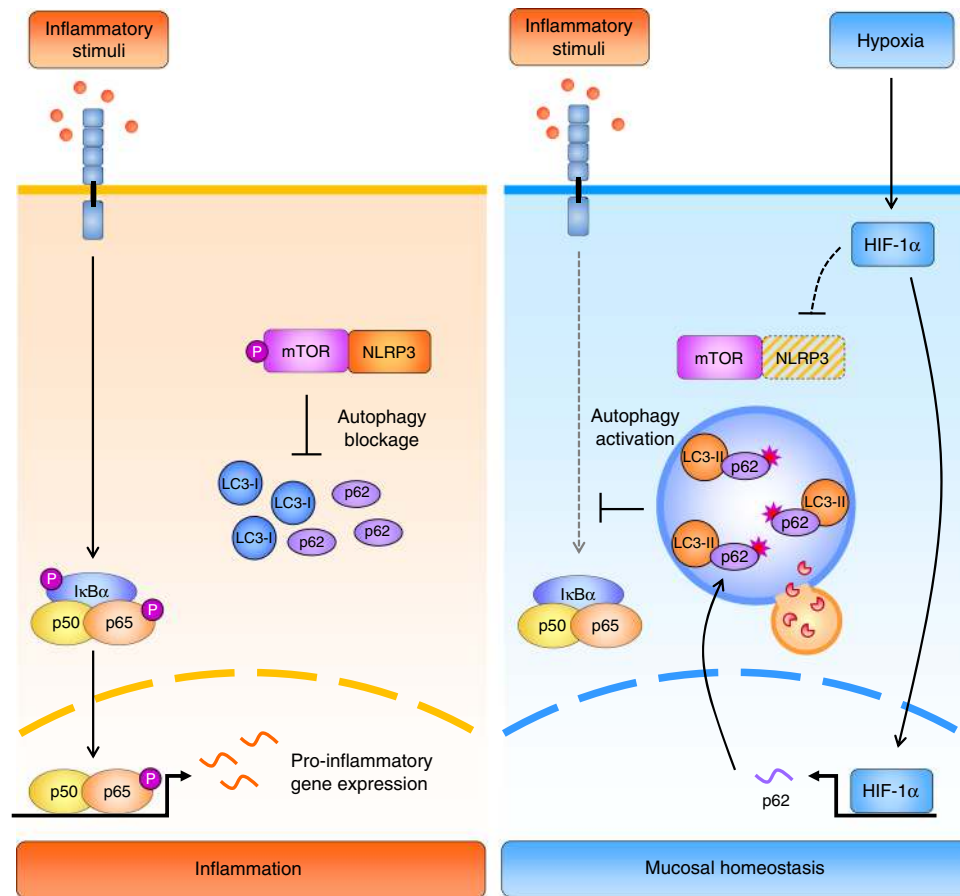 Inflammatory
stimuli
P
mTOR
NLRP3
Autophagy
blockage
LC3-I
LC3-I
LC3-I
p62
p62
p62
P
IκBα
p50
p65
P
p50
p65
P
Pro-inflammatory
gene expression
Inflammation
Inflammatory
stimuli
Hypoxia
HIF-1α
mTOR
NLRP3
Autophagy
activation
LC3-II
p62
LC3-II
p62
LC3-II
p62
IκBα
p50
p65
p62
HIF-1α
Mucosal homeostasis